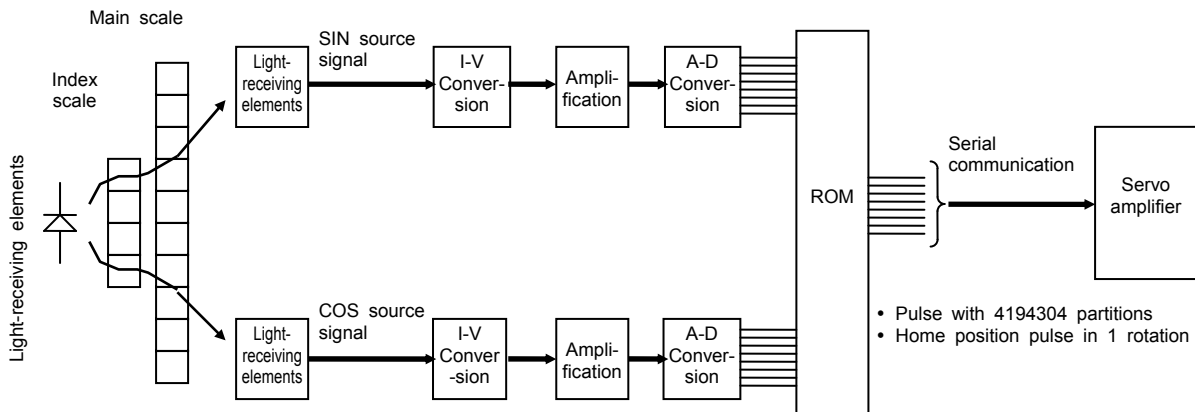 Main scale
Index
scale
Light-receiving elements
Light-
receiving
elements
SIN source
signal
I-V
Conver-
sion
Ampli-
fication
A-D
Conver-
sion
Light-
receiving
elements
COS source
signal
I-V
Conver
-sion
Ampli-
fication
A-D
Conver-
sion
ROM
Serial
communication
Servo
amplifier
• Pulse with 4194304 partitions
• Home position pulse in 1 rotation